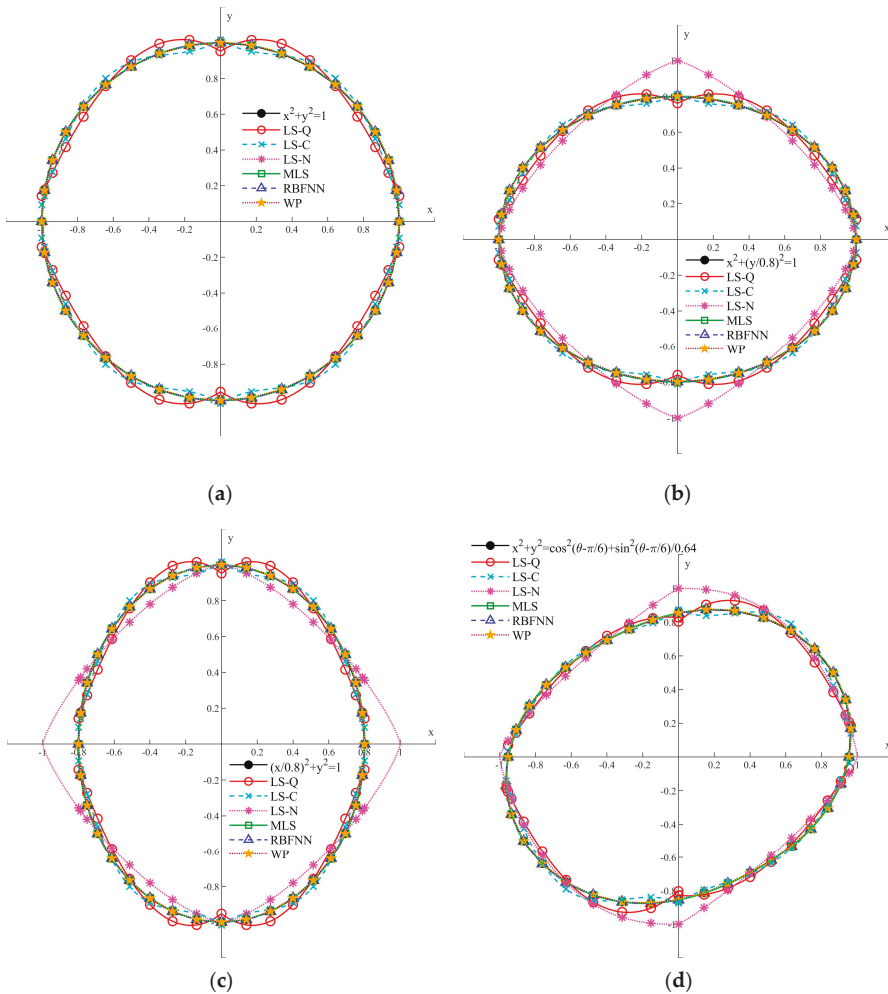 y
x²+y²=1
LS-Q
LS-C
LS-N
MLS
RBFNN
WP
x
0.8
0.6
0.4
0.2
-0.2
-0.4
-0.6
-0.8
-1
-0.6
-0.2
0.2
0.4
0.6
0.8
1
(a)
y
x
0.8
0.6
0.4
0.2
-0.2
-0.4
-0.6
-1
-0.6
-0.4
-0.2
0.2
0.4
0.6
0.8
x²+(y/0.8)²=1
LS-Q
LS-C
LS-N
MLS
RBFNN
WP
(b)
y
x
0.8
0.6
0.4
0.2
-0.2
-0.4
-0.6
-0.8
-1
-0.8
-0.6
-0.4
-0.2
0.2
0.4
0.6
0.8
1
(x/0.8)²+y²=1
LS-Q
LS-C
LS-N
MLS
RBFNN
WP
(c)
x²+y²=cos²(θ-π/6)+sin²(θ-π/6)/0.64
LS-Q
LS-C
LS-N
MLS
RBFNN
WP
y
x
0.8
0.6
0.4
0.2
-0.2
-0.4
-0.6
-1
-0.8
-0.6
-0.4
-0.2
0.2
0.4
0.6
0.8
1
(d)